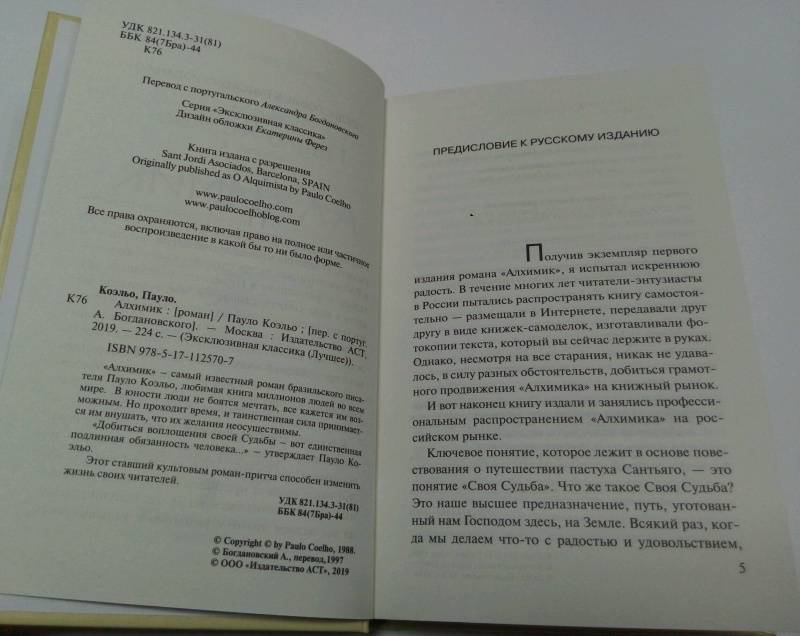 УДК 821.134.3-31(81)
ББК 84(7Бра)-44
К76
Перевод с португальского Александра Богдановского
Серия «Эксклюзивная классика»
Дизайн обложки Екатерины Ферез
Книга издана с разрешения
Sant Jordi Asociados, Barcelona, SPAIN
Originally published as O Alquimista by Paulo Coelho
www.paulocoelho.com
www.paulocoelhoblog.com
Все права охраняются, включая право на полное или частичное
воспроизведение в какой бы то ни было форме.
Коэльо, Пауло.
К76 Алхимик : [роман] / Пауло Коэльо ; [пер. с португ.
А. Богдановского]. — Москва : Издательство АСТ,
2019. — 224 с. — (Эксклюзивная классика (Лучшее)).
ISBN 978-5-17-112570-7
«Алхимик» – самый известный роман бразильского писа-
теля Пауло Коэльо, любимая книга миллионов людей во всем
мире. В юности люди не боятся мечтать, все кажется им воз-
можным. Но проходит время, и таинственная сила принимает-
ся им внушать, что их желания неосуществимы.
«Добиться воплощения своей Судьбы – вот единственная
подлинная обязанность человека...» – утверждает Пауло Ко-
эльо.
Этот ставший культовым роман-притча способен изменить
жизнь своих читателей.
УДК 821.134.3-31(81)
ББК 84(7Бра)-44
© Copyright © by Paulo Coelho, 1988.
© Богдановский А., перевод,1997
© ООО «Издательство АСТ», 2019
ПРЕДИСЛОВИЕ К РУССКОМУ ИЗДАНИЮ
Получив экземпляр первого
издания романа «Алхимик», я испытал искреннюю
радость. В течение многих лет читатели-энтузиасты
в России пытались распространять книгу самостоя-
тельно — размещали в Интернете, передавали друг
другу в виде книжек-самоделок, изготавливали фо-
токопии текста, который вы сейчас держите в руках.
Однако, несмотря на все старания, никак не удава-
лось, в силу разных обстоятельств, добиться грамот-
ного продвижения «Алхимика» на книжный рынок.
И вот наконец книгу издали и занялись професси-
ональным распространением «Алхимика» на рос-
сийском рынке.
Ключевое понятие, которое лежит в основе пове-
ствования о путешествии пастуха Сантьяго, — это
понятие «Своя Судьба». Что же такое Своя Судьба?
Это наше высшее предназначение, путь, уготован-
ный нам Господом здесь, на Земле. Всякий раз, ког-
да мы делаем что-то с радостью и удовольствием,
5